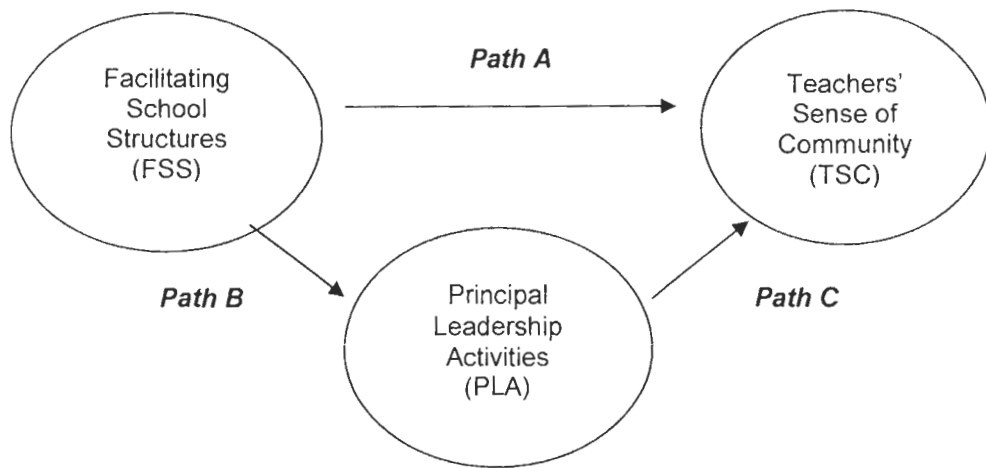 Path A
Facilitating
School
Structures
(FSS)
Teachers'
Sense of
Community
(TSC)
Path B
Principal
Leadership
Activities
(PLA)
Path C